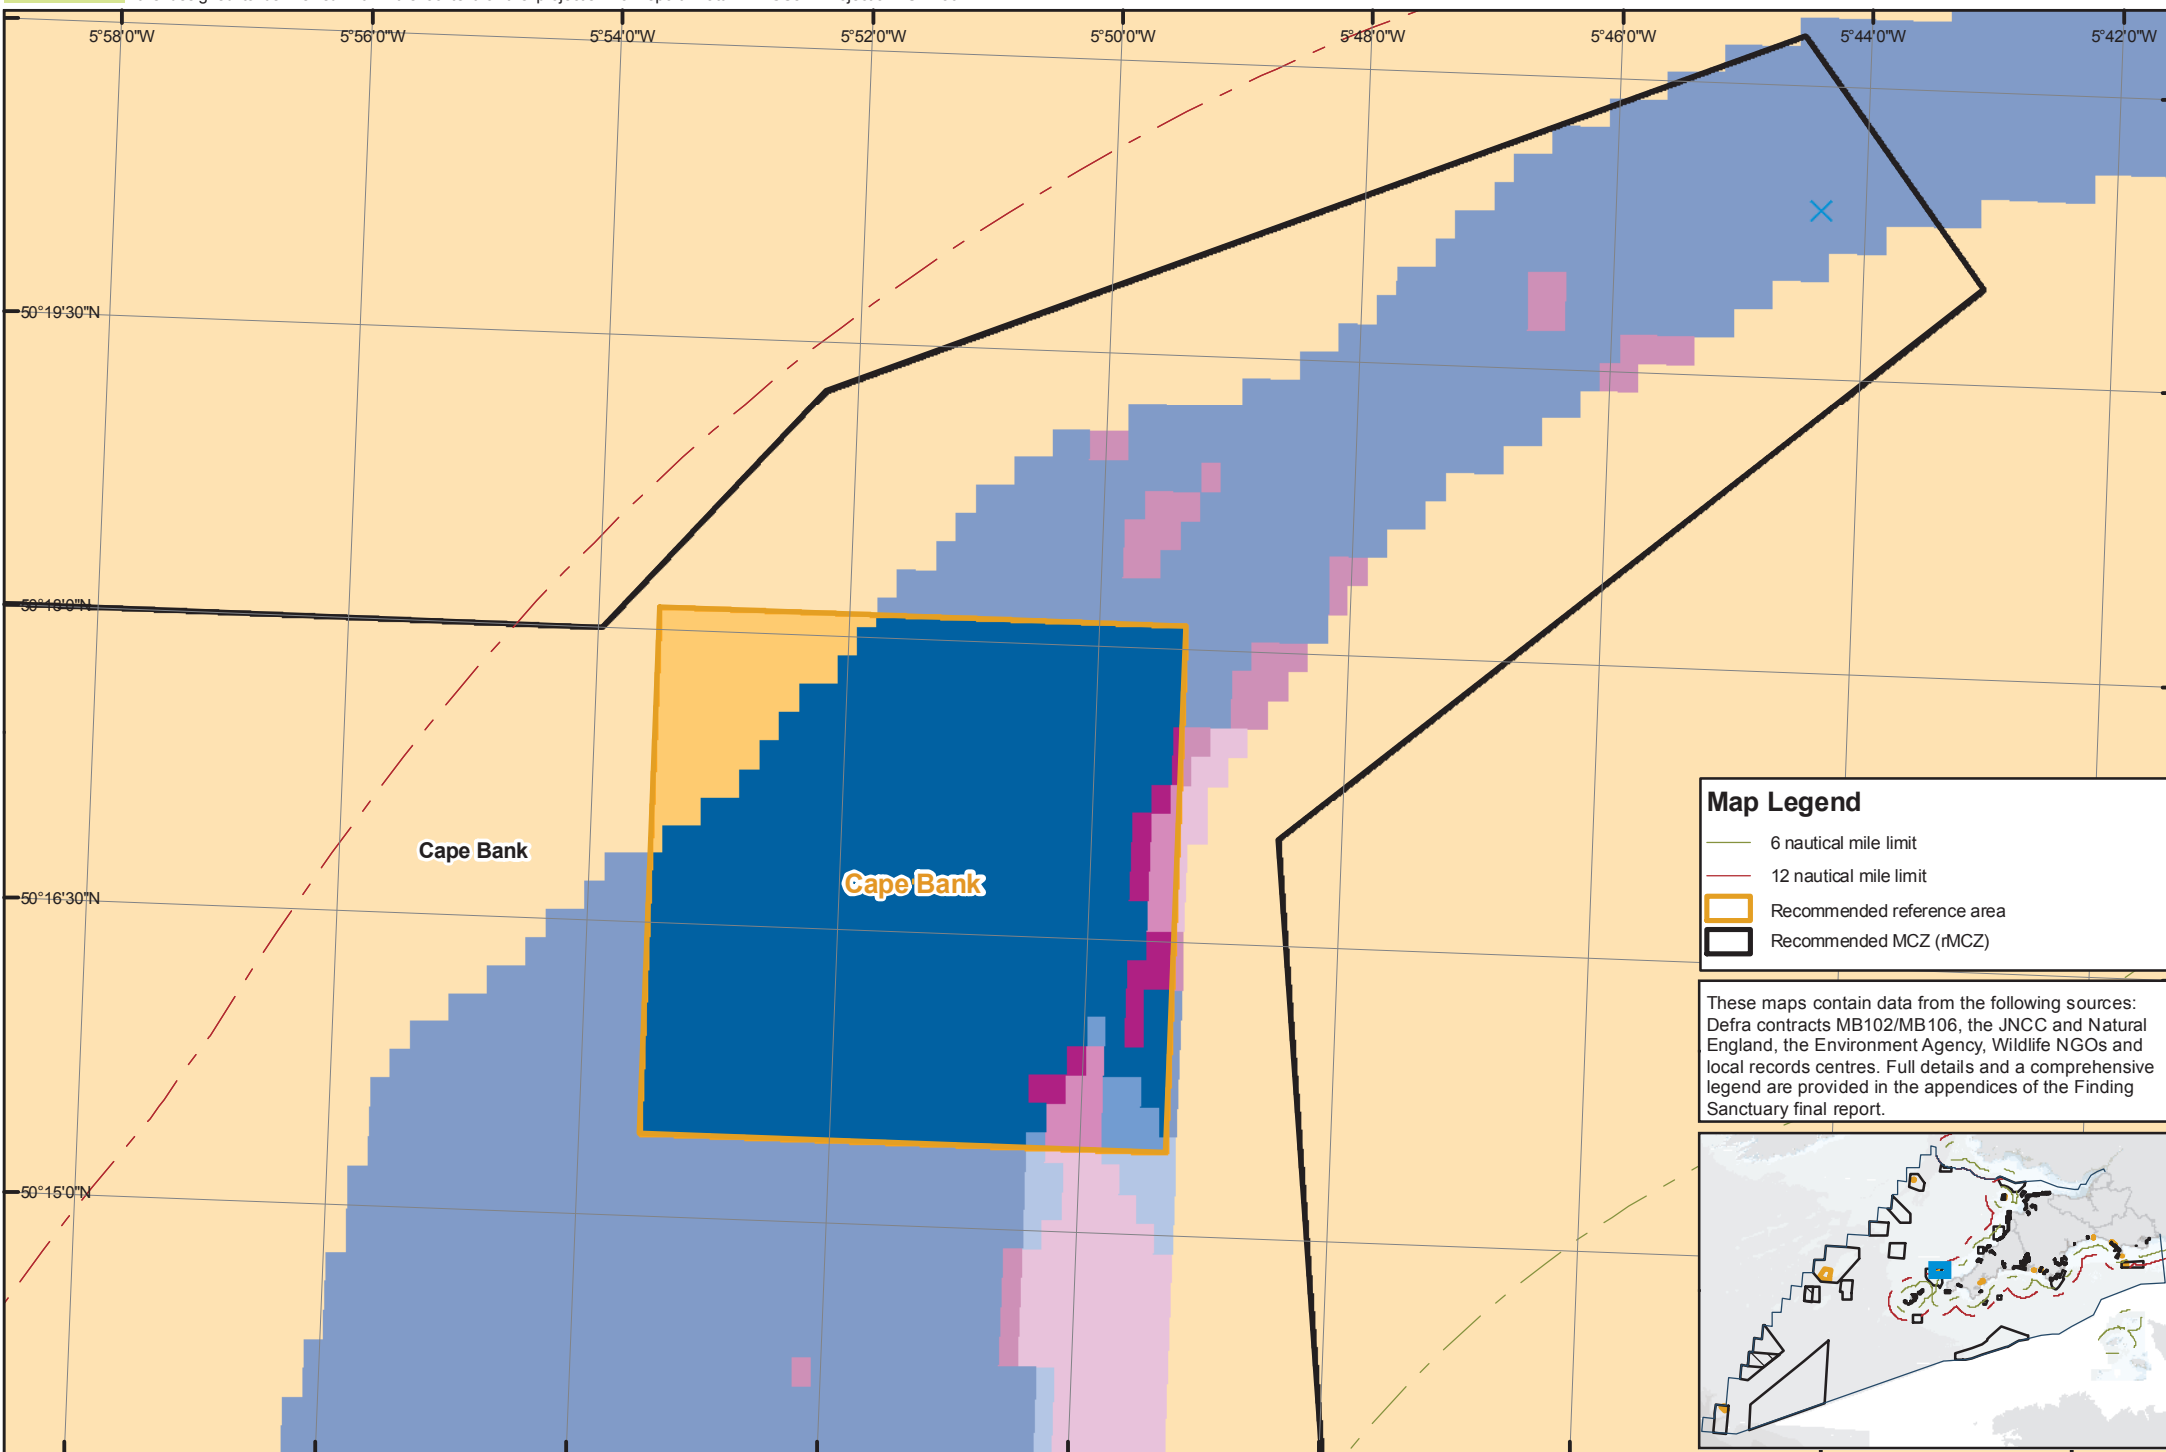 5°58'0"W 5°56'0"W 5°54'0"W 5°52'0"W 5°50'0"W 5°48'0"W 5°46'0"W 5°44'0"W 5°42'0"W
50°19'30"N
50°18'0"N
Cape Bank
Cape Bank
50°16'30"N
50°15'0"N
Map Legend
6 nautical mile limit
12 nautical mile limit
Recommended reference area
Recommended MCZ (rMCZ)
These maps contain data from the following sources:
Defra contracts MB102/MB106, the JNCC and Natural
England, the Environment Agency, Wildlife NGOs and
local records centres. Full details and a comprehensive
legend are provided in the appendices of the Finding
Sanctuary final report.